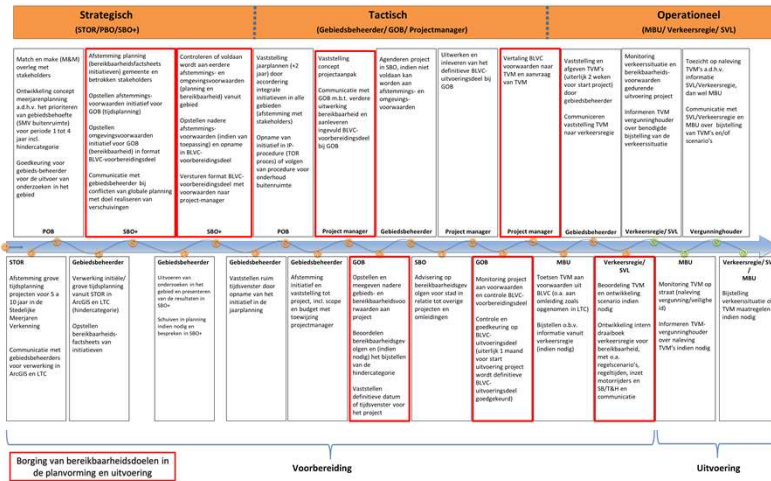 Strategisch
(STOR/PBO/SBO+)
Tactisch
(Gebiedsbeheerder/ GOB/ Projectmanager)
Operationeel
(MBU/ Verkeersregie/ SVL)
Match en make (M&M)
overleg met
stakeholders
Ontwikkeling concept
meerjarenplanning
a.d.h.v. het prioriteren
van gebiedsbehoefte
(SMV buitenruimte)
voor periode 1 tot 4
jaar incl.
hindercategorie
Goedkeuring voor
gebieds-beheerder
voor de uitvoer van
onderzoeken in het
gebied
POB
Afstemming planning
(bereikbaarheidsfactsheets
initiatieven) gemeente en
betrokken stakeholders
Opstellen afstemmings-
voorwaarden initiatief voor
GOB (tijdsplanning)
Opstellen
omgevingsvoorwaarden
initiatief voor GOB
(bereikbaarheid) in format
BLVC-voorbereidingsdeel
Communicatie met
gebiedsbeheerder bij
conflicten van globale planning
met doel realiseren van
verschuivingen
SBO+
Controleren of voldaan
wordt aan eerdere
afstemmings- en
omgevingsvoorwaarden
(planning en
bereikbaarheid) vanuit
gebied
Opstellen nadere
afstemmings-
voorwaarden (indien van
toepassing) en opname
in BLVC-
voorbereidingsdeel
Versturen format BLVC-
voorbereidingsdeel met
voorwaarden naar
project-manager
SBO+
Vaststelling
jaarplannen (+2
jaar) door
accordering
integrale
initiatieven in alle
gebieden
(afstemming met
stakeholders)
Opname van
initiatief in IP-
procedure (TOR
proces) of volgen
van procedure voor
onderhoud
buitenruimte
POB
Vaststelling
concept
projectaanpak
Communicatie met
GOB m.b.t. verdere
uitwerking
bereikbaarheid en
aanleveren
ingevuld BLVC-
voorbereidingsdeel
bij GOB
Project manager
Agenderen project
in SBO, indien niet
voldaan kan worden
aan afstemmings-
en omgevings-
voorwaarden
Gebiedsbeheerder
Uitwerken en
inleveren van het
definitieve BLVC-
uitvoeringsdeel bij
GOB
Project manager
Vertaling BLVC
voorwaarden naar
TVM en aanvraag
van TVM
Project manager
Vaststelling en
afgeven TVM's
(uiterlijk 2 weken
voor start project)
door
gebiedsbeheerder
Communiceren
vaststelling TVM
naar verkeersregie
Gebiedsbeheerder
Monitoring
verkeerssituatie en
bereikbaarheids-
voorwaarden
gedurende
uitvoering project
Informeren TVM
vergunninghouder
over benodigde
bijstelling van de
verkeerssituatie
Verkeersregie/ SVL
Toezicht op naleving
TVM's a.d.h.v.
informatie
SVL/Verkeersregie,
dan wel MBU
Communicatie met
SVL/Verkeersregie en
MBU over bijstelling
van TVM's en/of
scenario's
Vergunninghouder
STOR
Afstemming grove
tijdsplanning
projecten voor 5 a
10 jaar in de
Stedelijke
Meerjaren
Verkenning
Communicatie met
gebiedsbeheerders
voor verwerking in
ArcGIS en LTC
Gebiedsbeheerder
Verwerking initiële/
grove tijdsplanning
vanuit STOR in
ArcGIS en LTC
(hindercategorie)
Opstellen
bereikbaarheids-
factsheets van
initiatieven
Gebiedsbeheerder
Uitvoeren van
onderzoeken in het
gebied en presenteren
van de resultaten in
SBO+
Schuiven in planning
indien nodig en
bespreken in SBO+
Gebiedsbeheerder
Vaststellen ruim
tijdvenster door
opname van het
initiatief in de
jaarplanning
Gebiedsbeheerder
Afstemming
initiatief en
vaststelling tot
project, incl. scope
en budget met
toewijzing
projectmanager
GOB
Opstellen en
meegeven nadere
gebieds- en
bereikbaarheidsvoo
rwaarden aan
project
Beoordelen
bereikbaarheidsgev
olgen en (indien
nodig) het bijstellen
van de
hindercategorie
Vaststellen
definitieve datum
of tijdvenster voor
het project
SBO
Advisering op
bereikbaarheidsgev
olgen voor stad in
relatie tot overige
projecten en
omleidingen
GOB
Monitoring project
aan voorwaarden
en controle BLVC-
uitvoeringsdeel
Controle en
goedkeuring op
BLVC-
uitvoeringsdeel
(uiterlijk 1 maand
voor start
uitvoering project
wordt definitieve
BLVC-
uitvoeringsdeel
goedgekeurd)
MBU
Toetsen TVM aan
voorwaarden uit
BLVC (o.a. aan
omleiding zoals
opgenomen in LTC)
Bijstellen o.b.v.
informatie vanuit
verkeersregie
(indien nodig)
Verkeersregie/
SVL
Beoordeling TVM
en ontwikkeling
scenario indien
nodig
Ontwikkeling intern
draaiboek
verkeersregie voor
bereikbaarheid,
met o.a.
regelscenario's,
regeltijden, inzet
motorrijders en
SB/T&H en
communicatie
MBU
Monitoring TVM op
straat (naleving
vergunning/veilighe
id)
Informeren TVM-
vergunninghouder
over naleving
TVM's indien nodig
Verkeersregie/ SV
/
MBU
Bijstelling
verkeerssituatie o
TVM maatregelen
indien nodig
Borging van bereikbaarheidsdoelen in
de planvorming en uitvoering
Voorbereiding
Uitvoering